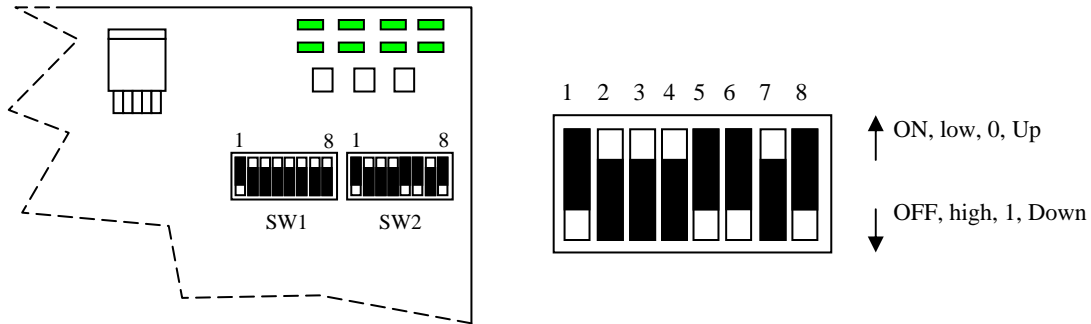 1 8 1 8
SW1 SW2
1 2 3 4 5 6 7 8
ON, low, 0, Up
OFF, high, 1, Down